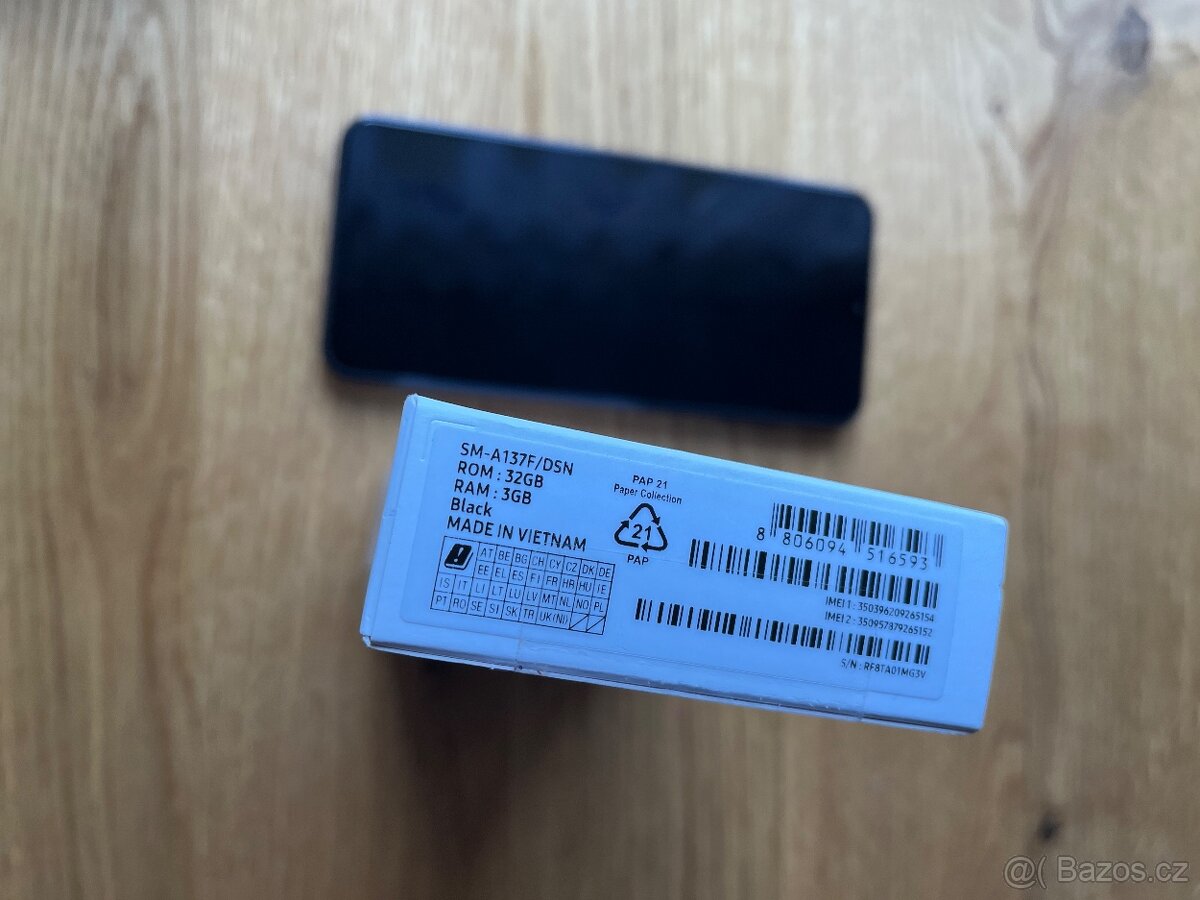 SM-A137F/DSN
ROM : 32GB
RAM : 3GB
Black
MADE IN VIETNAM
AT BE BG CH CY CZ DK DE
EE EL ES FI FR HR HU IE
IS IT LI LT LU LV MT NL NO PL
PT RO SE SI SK TR UK(NI)
PAP 21
Paper Collection
21
PAP
8 806094 516593
IMEI 1 : 350396209265154
IMEI 2 : 350957879265152
S/N : RF8TA01MG3V
@( Bazos.cz